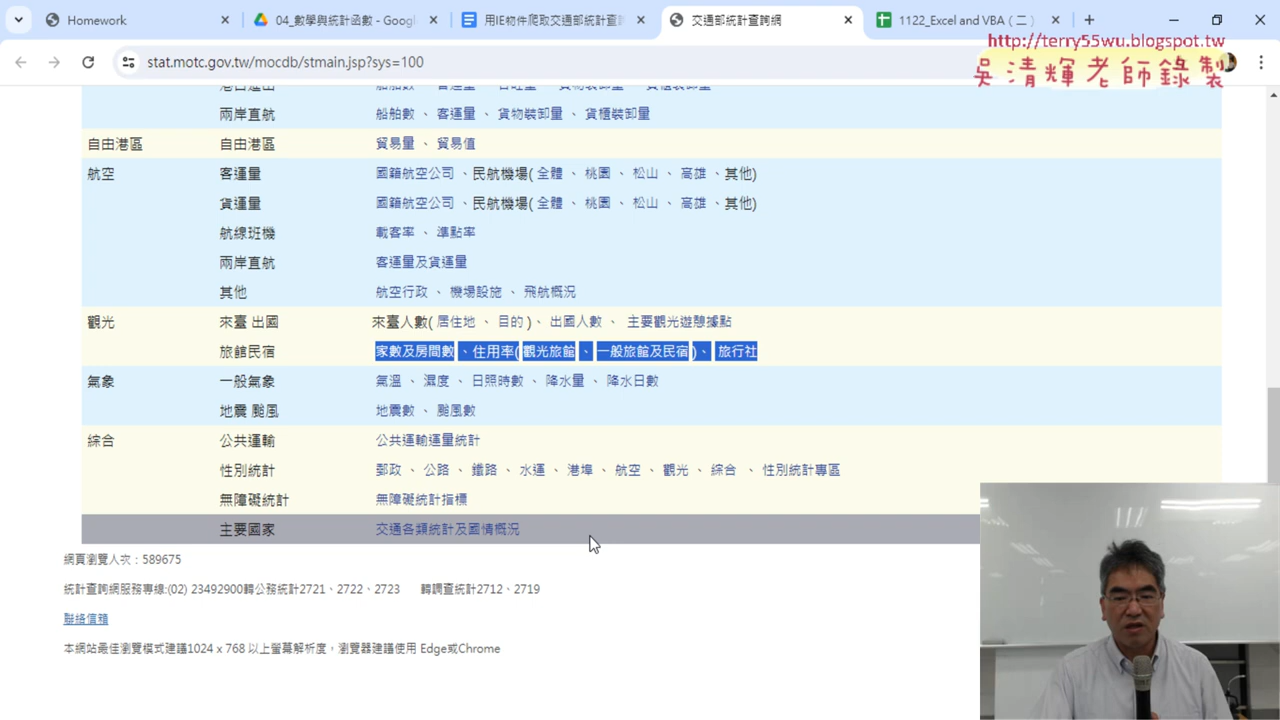 Homework
04_數學與統計函數 - Googl
用IE物件爬取交通部統計查詢
交通部統計查詢網
1122_Excel and VBA（二）
http://terry55wu.blogspot.tw
stat.motc.gov.tw/mocdb/stmain.jsp?sys=100
吳清輝老師錄製
兩岸直航 船舶數 、 客運量 、 貨物裝卸量 、 貨櫃裝卸量
自由港區 自由港區 貿易量 、 貿易值
航空 客運量 國籍航空公司 、民航機場( 全體 、 桃園 、 松山 、 高雄 、其他)
貨運量 國籍航空公司 、民航機場( 全體 、 桃園 、 松山 、 高雄 、其他)
航線班機 載客率 、 準點率
兩岸直航 客運量及貨運量
其他 航空行政 、 機場設施 、 飛航概況
觀光 來臺 出國 來臺人數( 居住地 、 目的 )、 出國人數 、 主要觀光遊憩據點
旅館民宿 家數及房間數 、住用率( 觀光旅館 、 一般旅館及民宿 )、 旅行社
氣象 一般氣象 氣溫 、 濕度 、 日照時數 、 降水量 、 降水日數
地震 颱風 地震數 、 颱風數
綜合 公共運輸 公共運輸運量統計
性別統計 郵政 、 公路 、 鐵路 、 水運 、 港埠 、 航空 、 觀光 、 綜合 、 性別統計專區
無障礙統計 無障礙統計指標
主要國家 交通各類統計及國情概況
網頁瀏覽人次：589675
統計查詢網服務專線:(02) 23492900轉公務統計2721、2722、2723 轉調查統計2712、2719
聯絡信箱
本網站最佳瀏覽模式建議1024 x 768 以上螢幕解析度，瀏覽器建議使用 Edge或Chrome